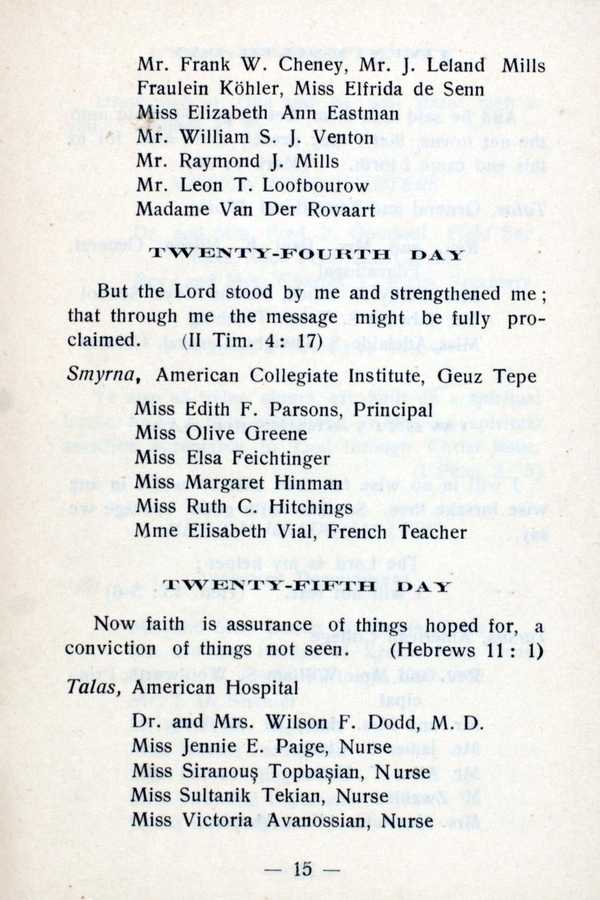 Mr. Frank W. Cheney, Mr. J. Leland Mills
Fraulein Köhler, Miss Elfrida de Senn
Miss Elizabeth Ann Eastman
Mr. William S. J. Venton
Mr. Raymond J. Mills
Mr. Leon T. Loofbourow
Madame Van Der Rovaart
TWENTY-FOURTH DAY
But the Lord stood by me and strengthened me;
that through me the message might be fully pro-
claimed. (II Tim. 4: 17)
Smyrna, American Collegiate Institute, Geuz Tepe
Miss Edith F. Parsons, Principal
Miss Olive Greene
Miss Elsa Feichtinger
Miss Margaret Hinman
Miss Ruth C. Hitchings
Mme Elisabeth Vial, French Teacher
TWENTY-FIFTH DAY
Now faith is assurance of things hoped for, a
conviction of things not seen. (Hebrews 11: 1)
Talas, American Hospital
Dr. and Mrs. Wilson F. Dodd, M. D.
Miss Jennie E. Paige, Nurse
Miss Siranouş Topbaşian, Nurse
Miss Sultanik Tekian, Nurse
Miss Victoria Avanossian, Nurse
— 15 —